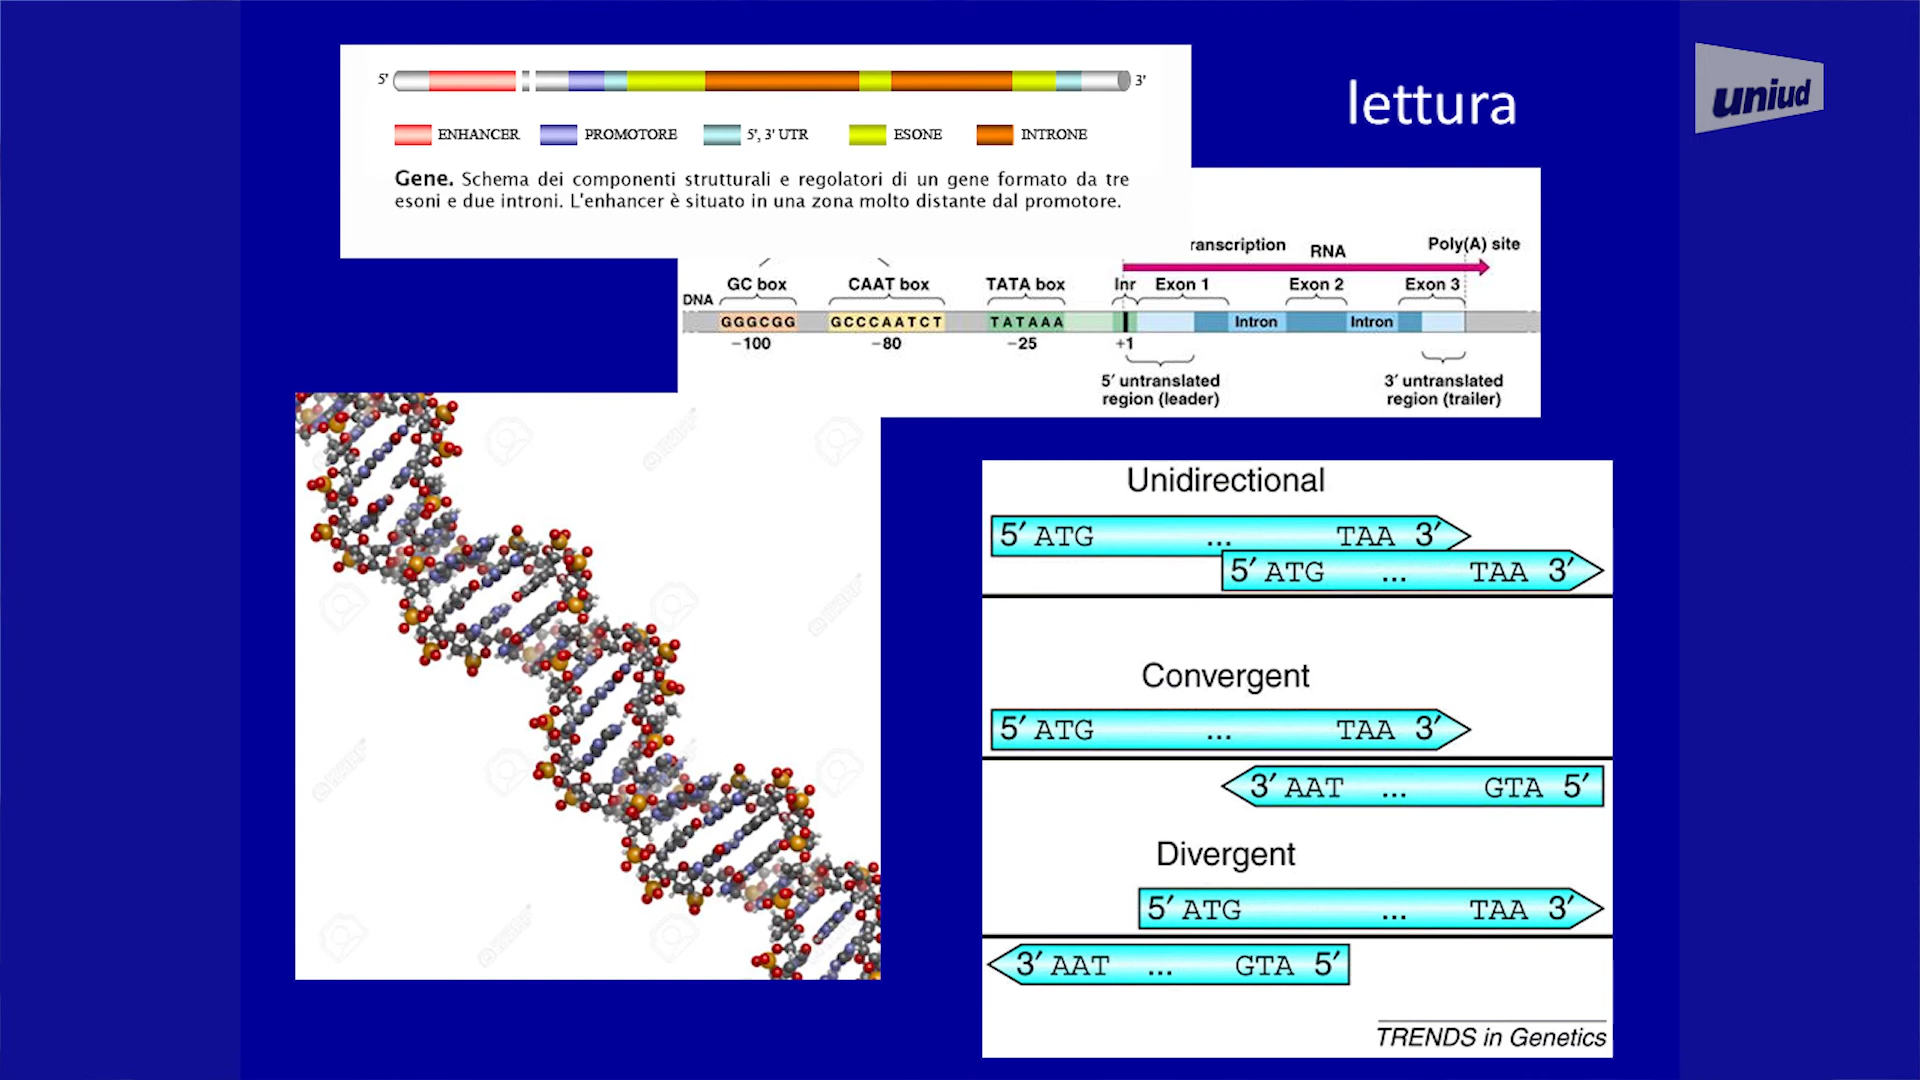 lettura
uniud
5' 3'
ENHANCER PROMOTORE 5', 3' UTR ESONE INTRONE
Gene. Schema dei componenti strutturali e regolatori di un gene formato da tre
esoni e due introni. L'enhancer è situato in una zona molto distante dal promotore.
ranscription RNA Poly(A) site
GC box CAAT box TATA box Inr Exon 1 Exon 2 Exon 3
DNA
GGGCGG GCCCAATCT TATAAA Intron Intron
−100 −80 −25 +1
5′ untranslated
region (leader)
3′ untranslated
region (trailer)
Unidirectional
5′ ATG ... TAA 3′
5′ ATG ... TAA 3′
Convergent
5′ ATG ... TAA 3′
3′ AAT ... GTA 5′
Divergent
5′ ATG ... TAA 3′
3′ AAT ... GTA 5′
TRENDS in Genetics